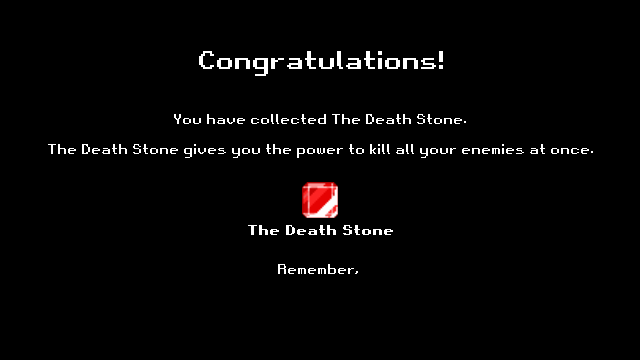 Congratulations!
You have collected The Death Stone.
The Death Stone gives you the power to kill all your enemies at once.
The Death Stone
Remember,